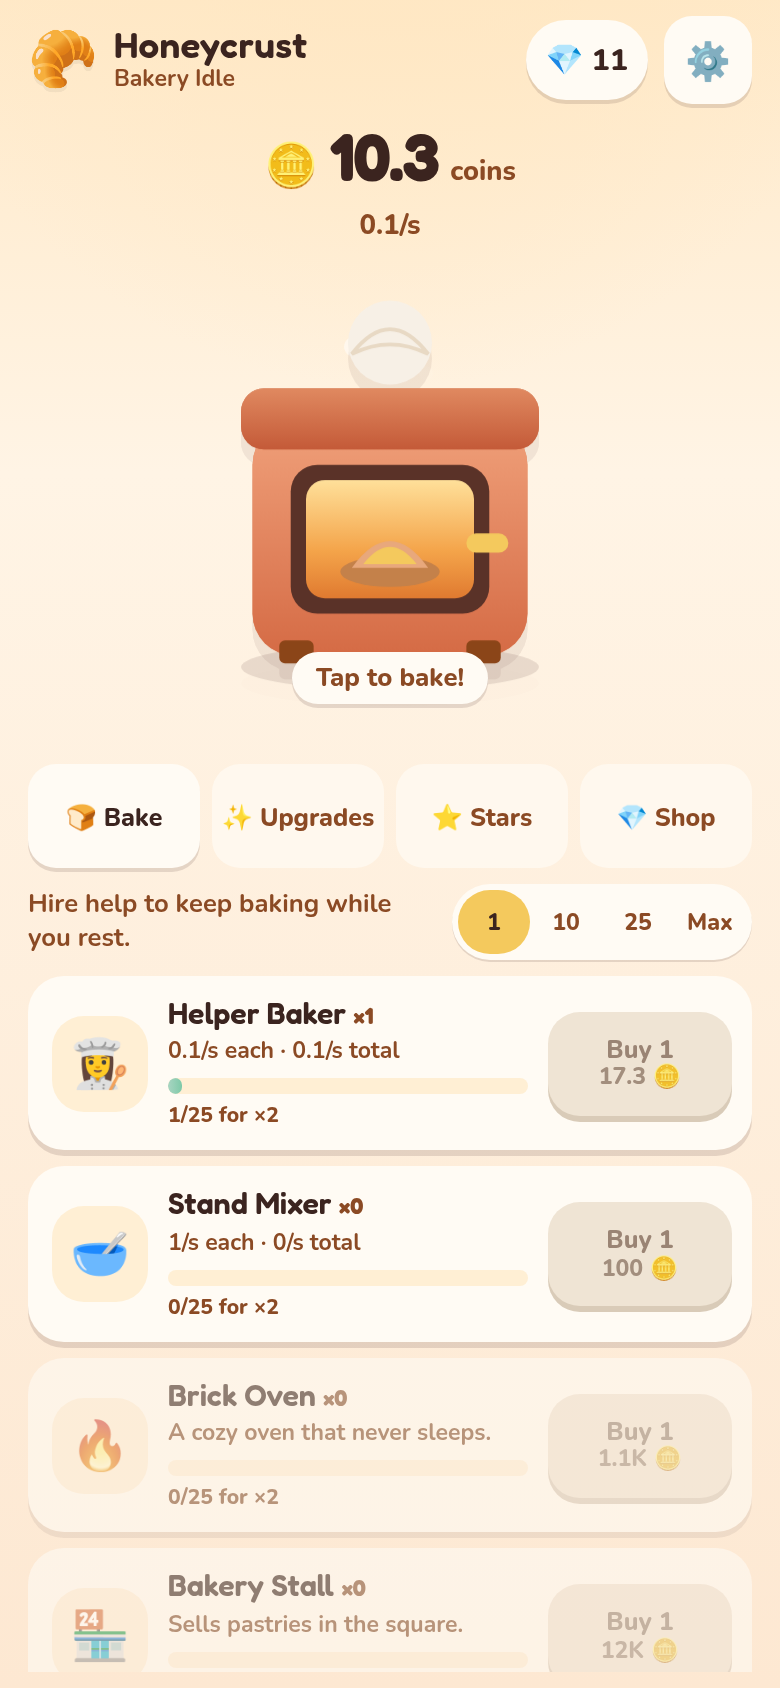 Honeycrust
Bakery Idle
11
10.3 coins
0.1/s
Tap to bake!
Bake
Upgrades
Stars
Shop
Hire help to keep baking while
you rest.
1 10 25 Max
Helper Baker ×1
0.1/s each · 0.1/s total
1/25 for ×2
Buy 1
17.3
Stand Mixer ×0
1/s each · 0/s total
0/25 for ×2
Buy 1
100
Brick Oven ×0
A cozy oven that never sleeps.
0/25 for ×2
Buy 1
1.1K
24
Bakery Stall ×0
Sells pastries in the square.
Buy 1
12K